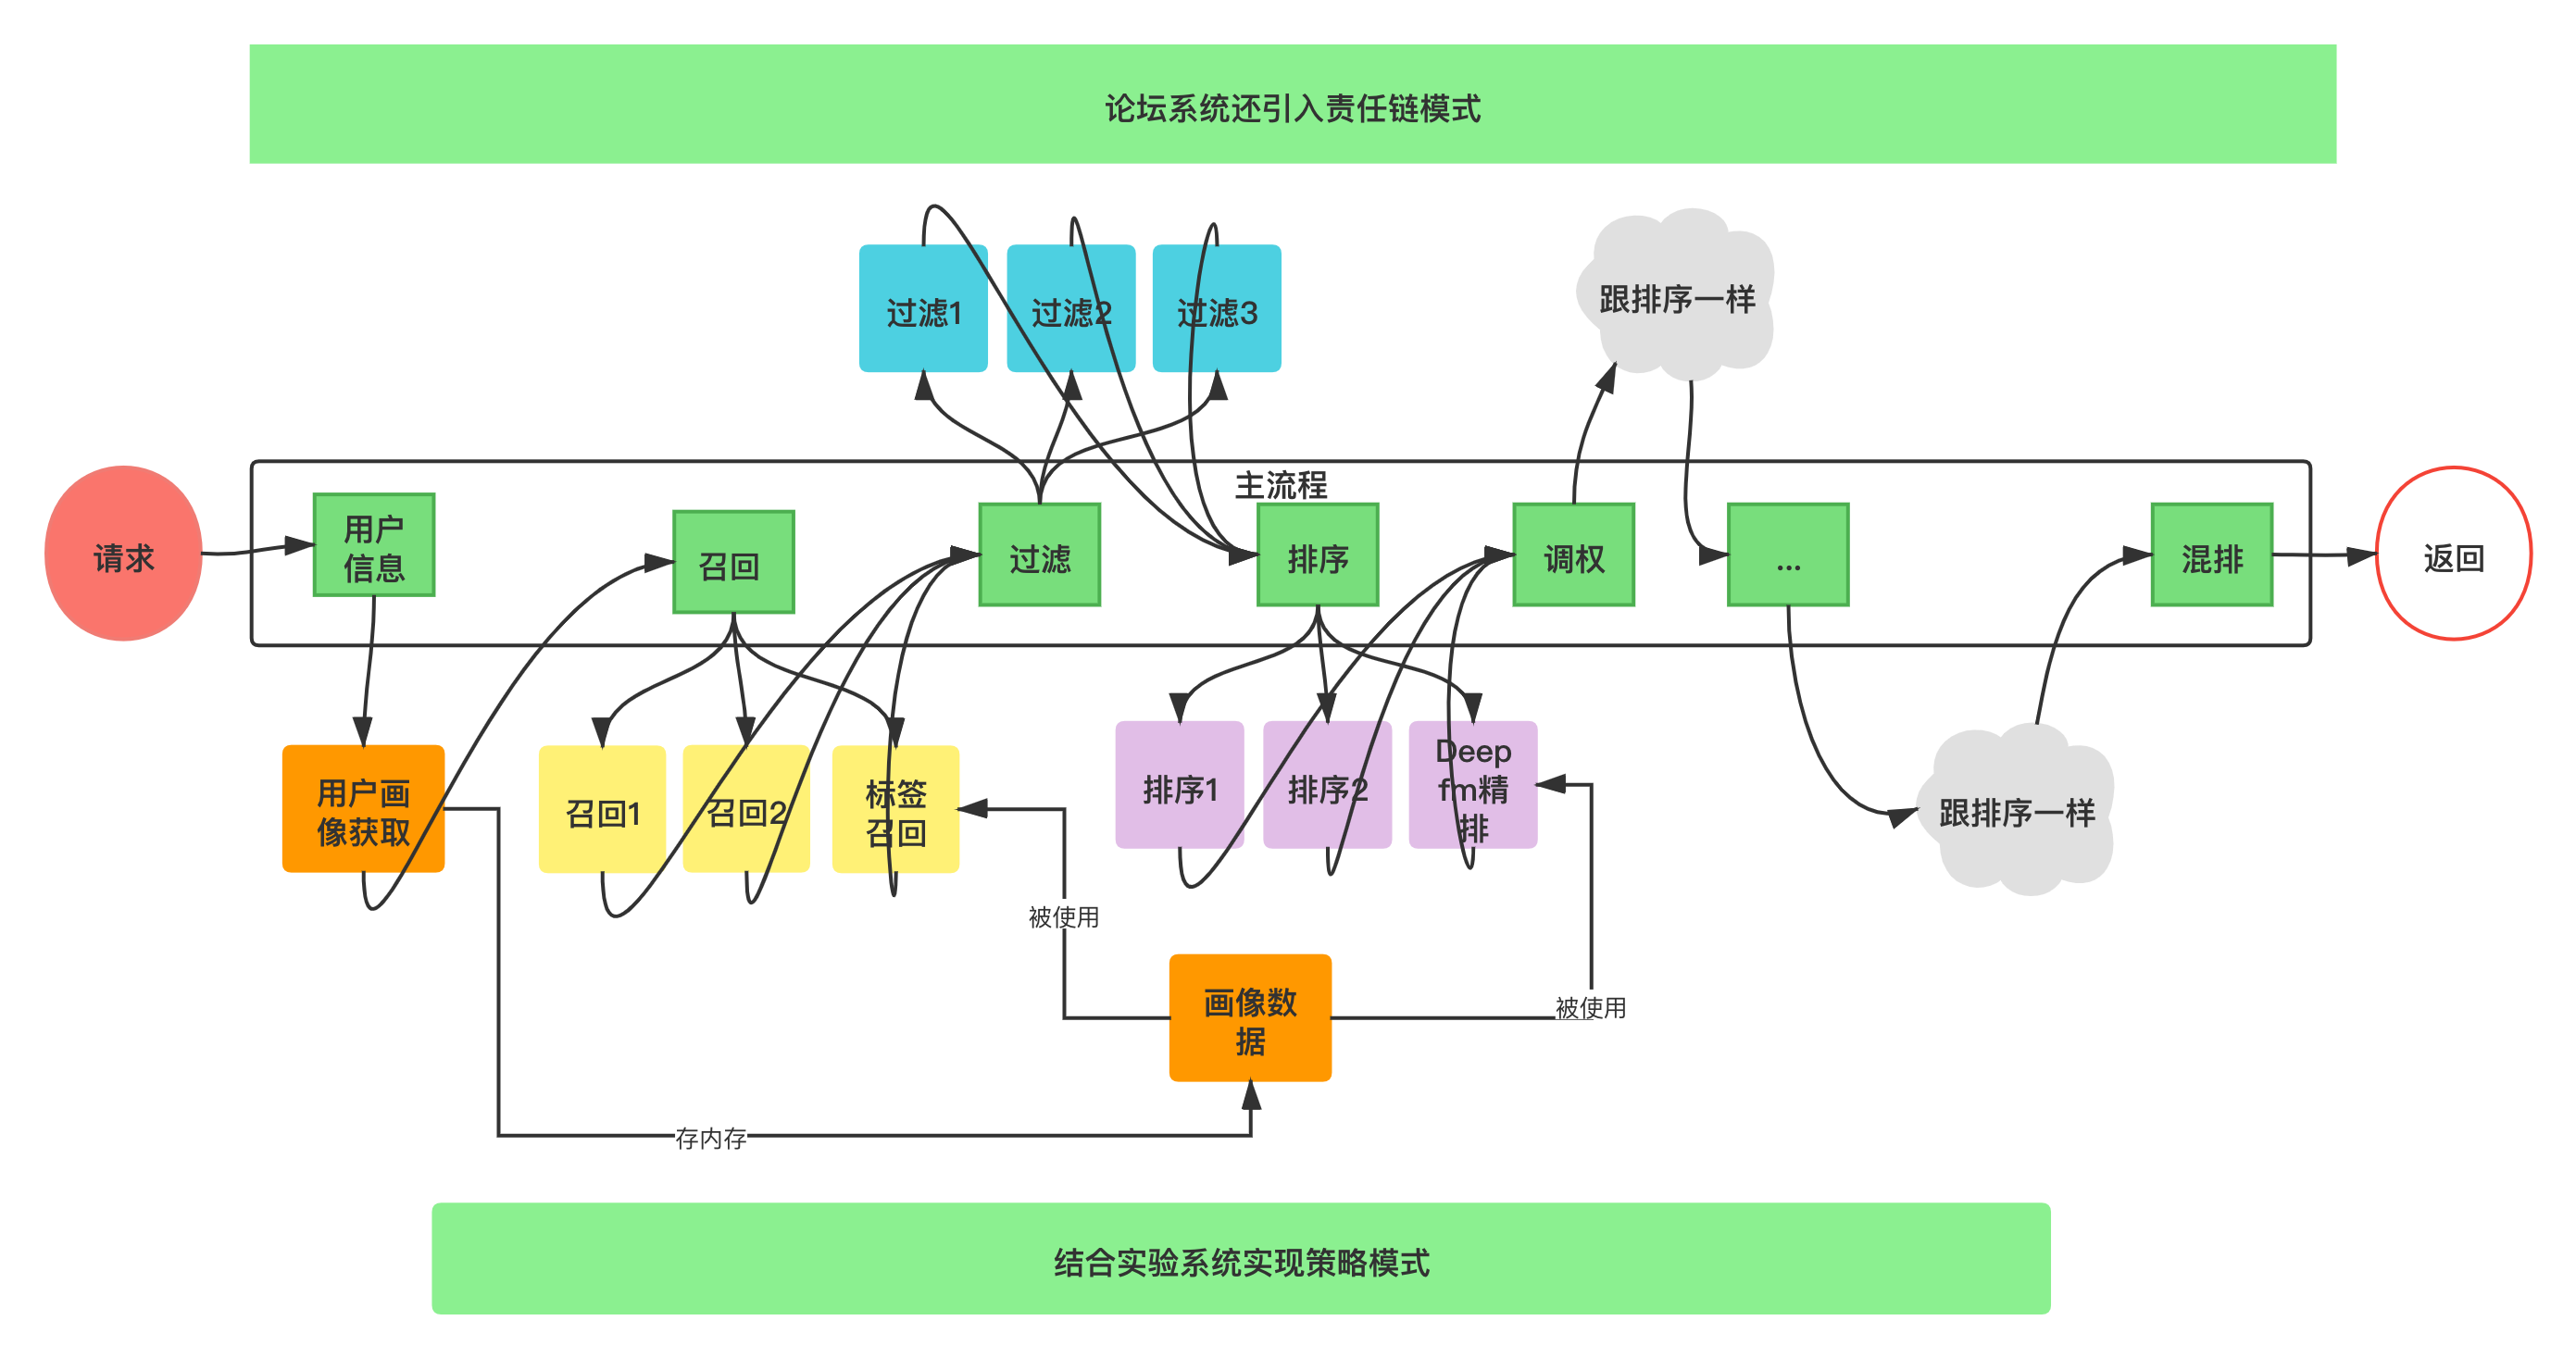 论坛系统还引入责任链模式
过滤1
过滤2
过滤3
跟排序一样
主流程
请求
用户
信息
召回
过滤
排序
调权
...
混排
返回
用户画
像获取
召回1
召回2
标签
召回
排序1
排序2
Deep
fm精
排
跟排序一样
被使用
画像数
据
被使用
存内存
结合实验系统实现策略模式